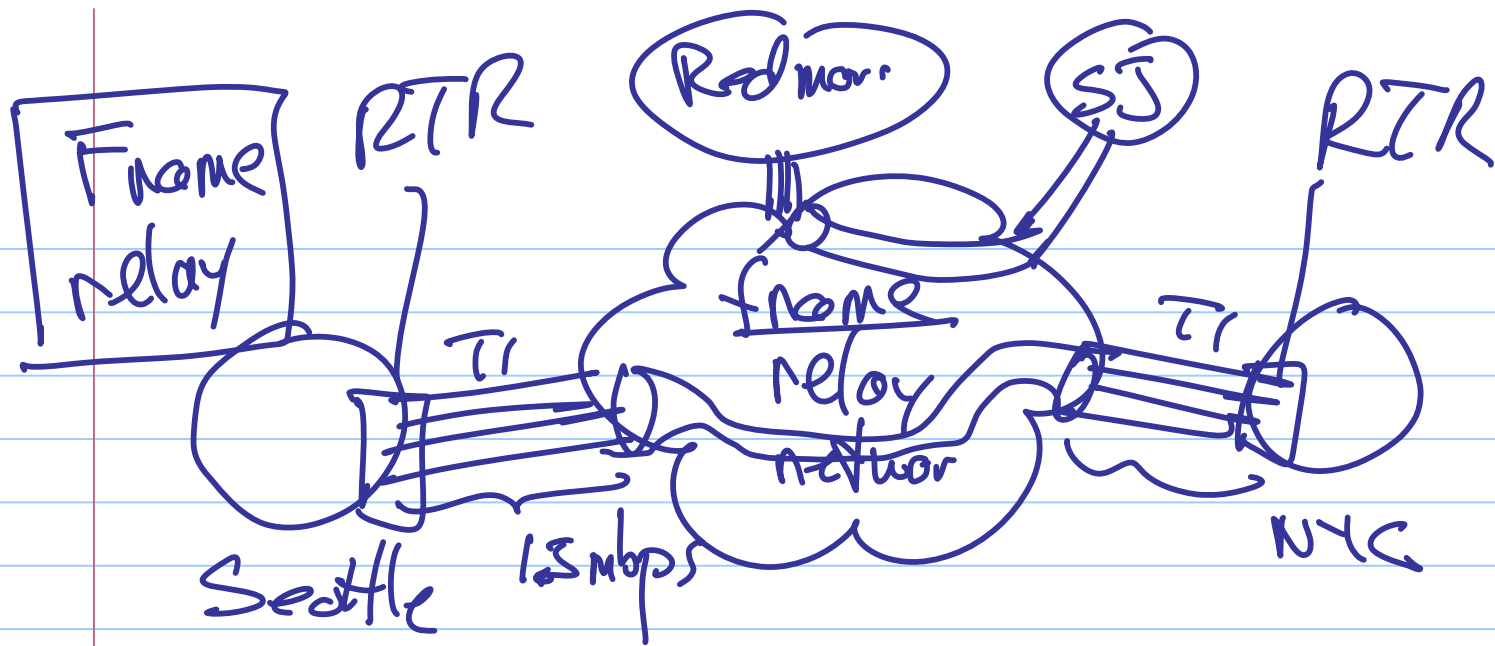 Frame
relay
RTR
Redmon
SJ
RTR
T1
frame
relay
networ
T1
1.5mbps
Seattle
NYC